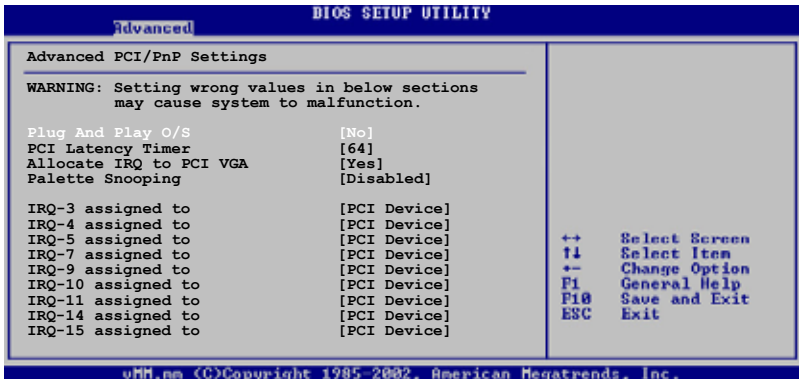 BIOS SETUP UTILITY
Advanced
Advanced PCI/PnP Settings
WARNING: Setting wrong values in below sections
may cause system to malfunction.
Plug And Play O/S [No]
PCI Latency Timer [64]
Allocate IRQ to PCI VGA [Yes]
Palette Snooping [Disabled]
IRQ-3 assigned to [PCI Device]
IRQ-4 assigned to [PCI Device]
IRQ-5 assigned to [PCI Device]
IRQ-7 assigned to [PCI Device]
IRQ-9 assigned to [PCI Device]
IRQ-10 assigned to [PCI Device]
IRQ-11 assigned to [PCI Device]
IRQ-14 assigned to [PCI Device]
IRQ-15 assigned to [PCI Device]
←→ Select Screen
↑↓ Select Item
+- Change Option
F1 General Help
F10 Save and Exit
ESC Exit
vMM.mm (C)Copyright 1985-2002, American Megatrends, Inc.